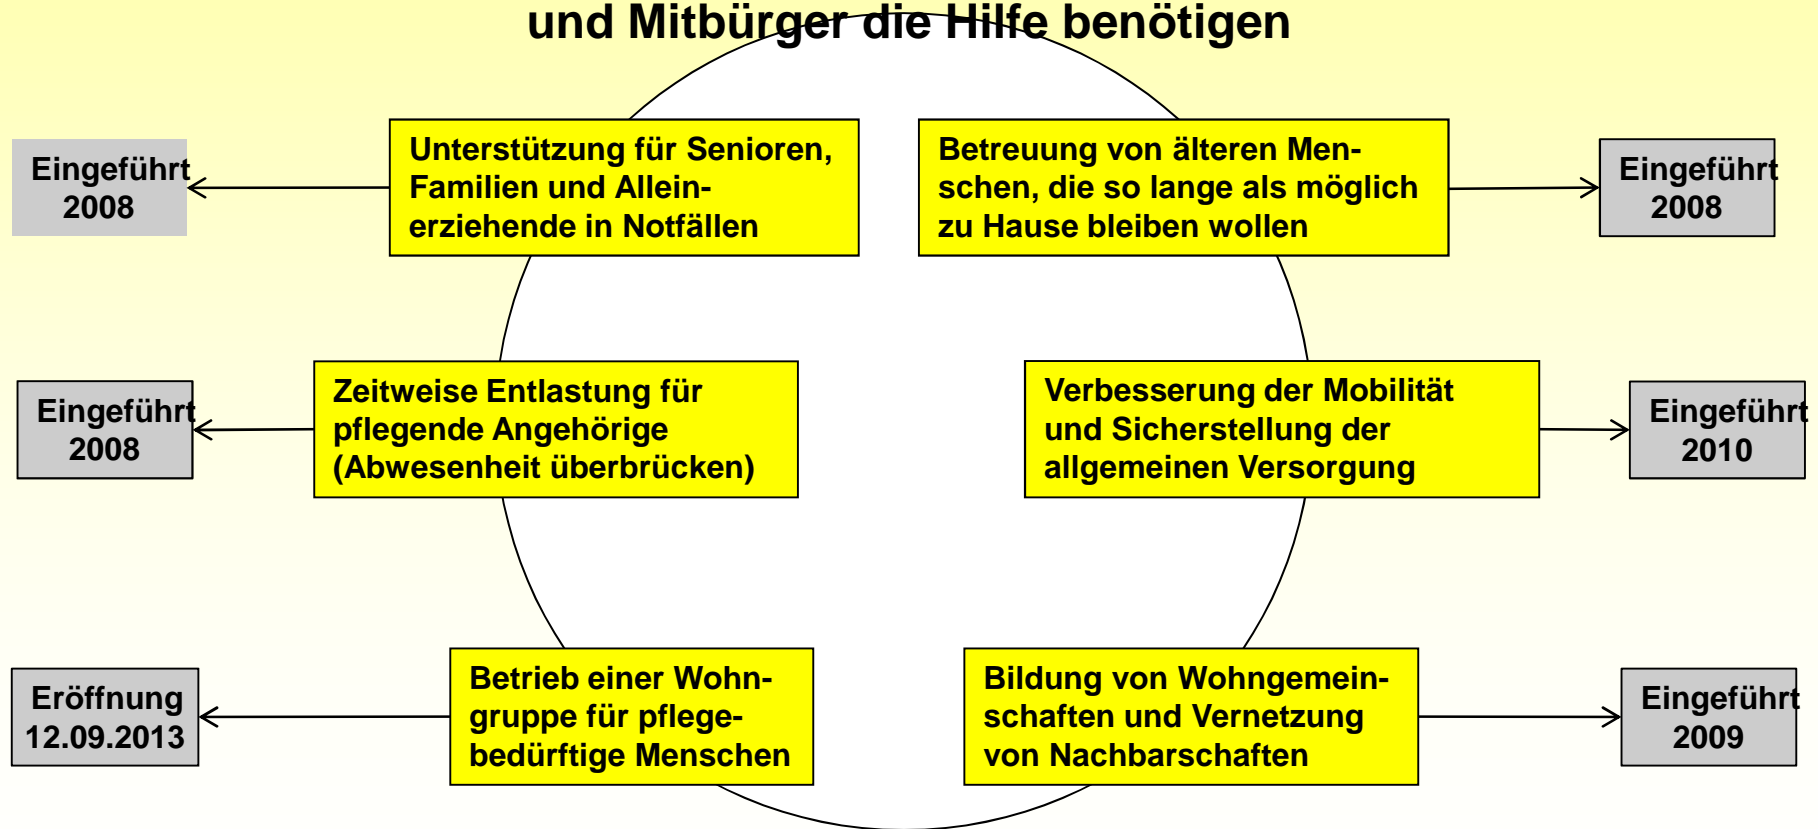 und Mitbürger die Hilfe benötigen
Eingeführt
2008
Unterstützung für Senioren,
Familien und Allein-
erziehende in Notfällen
Betreuung von älteren Men-
schen, die so lange als möglich
zu Hause bleiben wollen
Eingeführt
2008
Eingeführt
2008
Zeitweise Entlastung für
pflegende Angehörige
(Abwesenheit überbrücken)
Verbesserung der Mobilität
und Sicherstellung der
allgemeinen Versorgung
Eingeführt
2010
Eröffnung
12.09.2013
Betrieb einer Wohn-
gruppe für pflege-
bedürftige Menschen
Bildung von Wohngemein-
schaften und Vernetzung
von Nachbarschaften
Eingeführt
2009